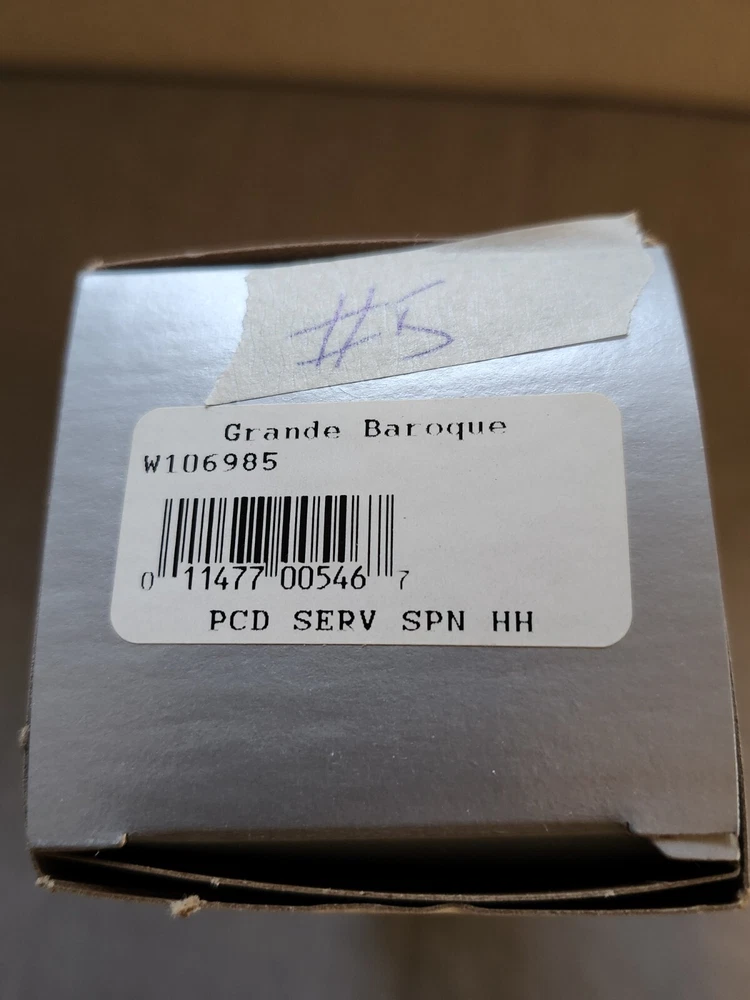 #5
Grande Baroque
W106985
0 11477 00546 7
PCD SERV SPN HH